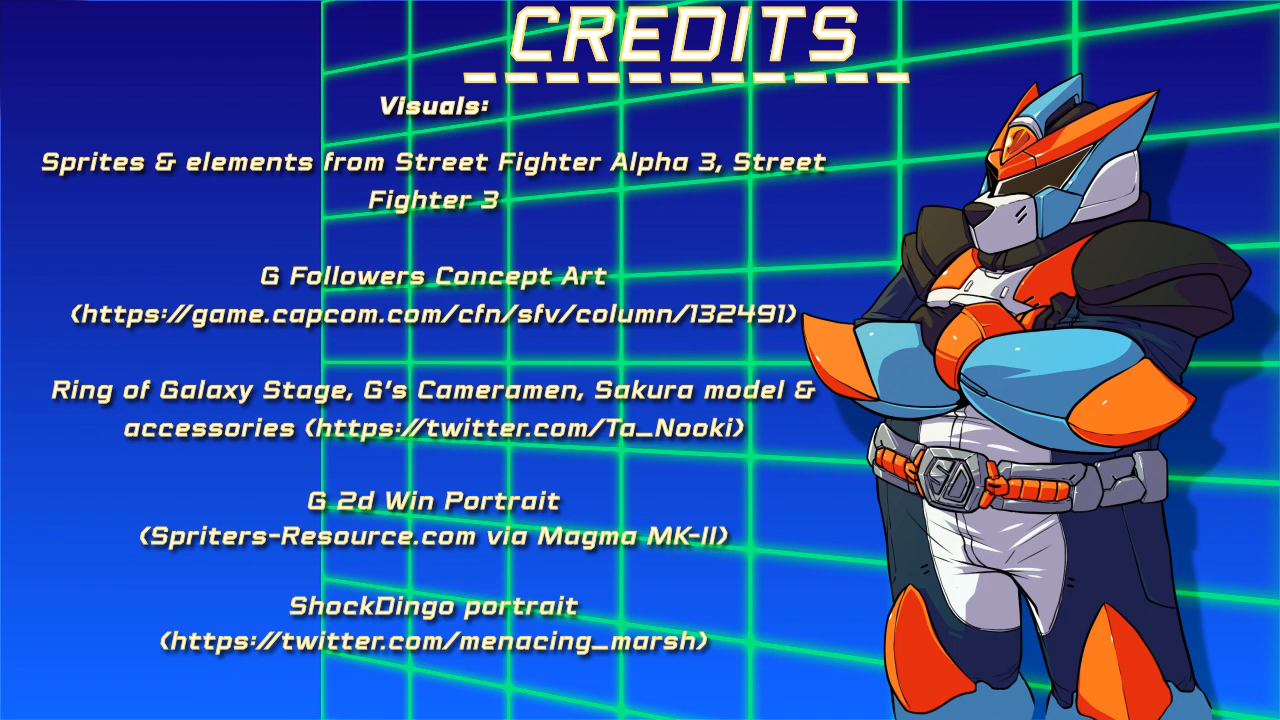 CREDITS
Visuals:
Sprites & elements from Street Fighter Alpha 3, Street
Fighter 3
G Followers Concept Art
(https://game.capcom.com/cfn/sfv/column/132491)
Ring of Galaxy Stage, G's Cameramen, Sakura model &
accessories (https://twitter.com/Ta_Nooki)
G 2d Win Portrait
(Spriters-Resource.com via Magma MK-II)
ShockDingo portrait
(https://twitter.com/menacing_marsh)